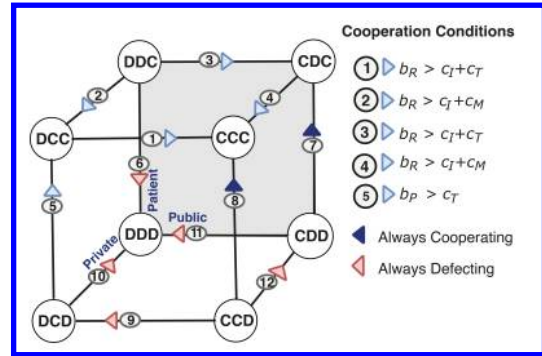 Cooperation Conditions
DDC
3
CDC
1 b_R > c_I+c_T
2
4
2 b_R > c_I+c_M
DCC
1
CCC
3 b_R > c_I+c_T
6
7
4 b_R > c_I+c_M
Patient
5
8
5 b_P > c_T
Public
DDD
11
CDD
Always Cooperating
Private
10
12
Always Defecting
DCD
9
CCD